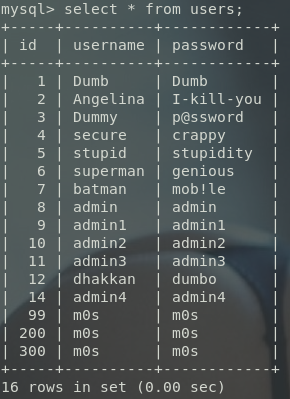 mysql> select * from users;
+-----+----------+------------+
| id  | username | password   |
+-----+----------+------------+
|   1 | Dumb     | Dumb       |
|   2 | Angelina | I-kill-you |
|   3 | Dummy    | p@ssword   |
|   4 | secure   | crappy     |
|   5 | stupid   | stupidity  |
|   6 | superman | genious    |
|   7 | batman   | mob!le     |
|   8 | admin    | admin      |
|   9 | admin1   | admin1     |
|  10 | admin2   | admin2     |
|  11 | admin3   | admin3     |
|  12 | dhakkan  | dumbo      |
|  14 | admin4   | admin4     |
|  99 | m0s      | m0s        |
| 200 | m0s      | m0s        |
| 300 | m0s      | m0s        |
+-----+----------+------------+
16 rows in set (0.00 sec)